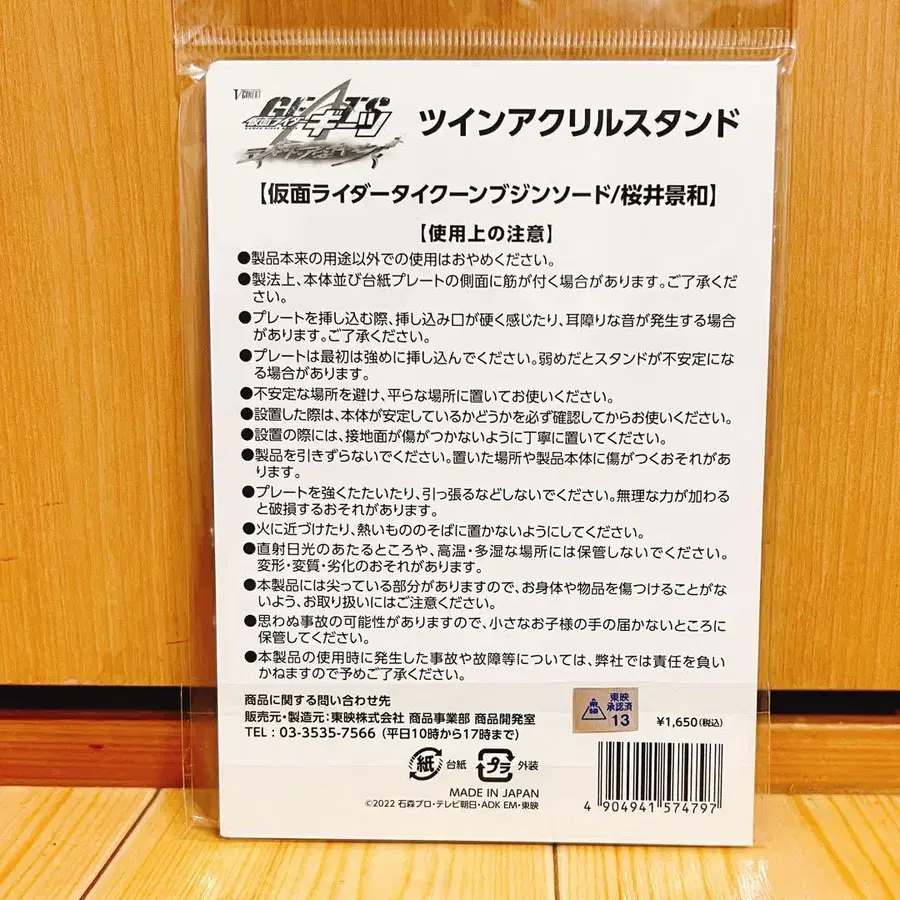 V CINEXT
GEATS
仮面ライダーギーツ
ツインアクリルスタンド
【仮面ライダータイクーンブジンソード/桜井景和】
【使用上の注意】
●製品本来の用途以外での使用はおやめください。
●製法上、本体並び台紙プレートの側面に筋が付く場合があります。ご了承くだ
さい。
●プレートを挿し込む際、挿し込み口が硬く感じたり、耳障りな音が発生する場合
があります。ご了承ください。
●プレートは最初は強めに挿し込んでください。弱めだとスタンドが不安定にな
る場合があります。
●不安定な場所を避け、平らな場所に置いてお使いください。
●設置した際は、本体が安定しているかどうかを必ず確認してからお使いください。
●設置の際には、接地面が傷がつかないように丁寧に置いてください。
●製品を引きずらないでください。置いた場所や製品本体に傷がつくおそれがあ
ります。
●プレートを強くたたいたり、引っ張るなどしないでください。無理な力が加わる
と破損するおそれがあります。
●火に近づけたり、熱いもののそばに置かないようにしてください。
●直射日光のあたるところや、高温・多湿な場所には保管しないでください。
変形・変質・劣化のおそれがあります。
●本製品には尖っている部分がありますので、お身体や物品を傷つけることがな
いよう、お取り扱いにはご注意ください。
●思わぬ事故の可能性がありますので、小さなお子様の手の届かないところに
保管してください。
●本製品の使用時に発生した事故や故障等については、弊社では責任を負い
かねますので予めご了承ください。
商品に関する問い合わせ先
販売元・製造元:東映株式会社 商品事業部 商品開発室
TEL : 03-3535-7566 (平日10時から17時まで)
東映
承認済
13
¥1,650(税込)
紙 台紙 プラ 外装
MADE IN JAPAN
©2022 石森プロ・テレビ朝日・ADK EM・東映
4 904941 574797